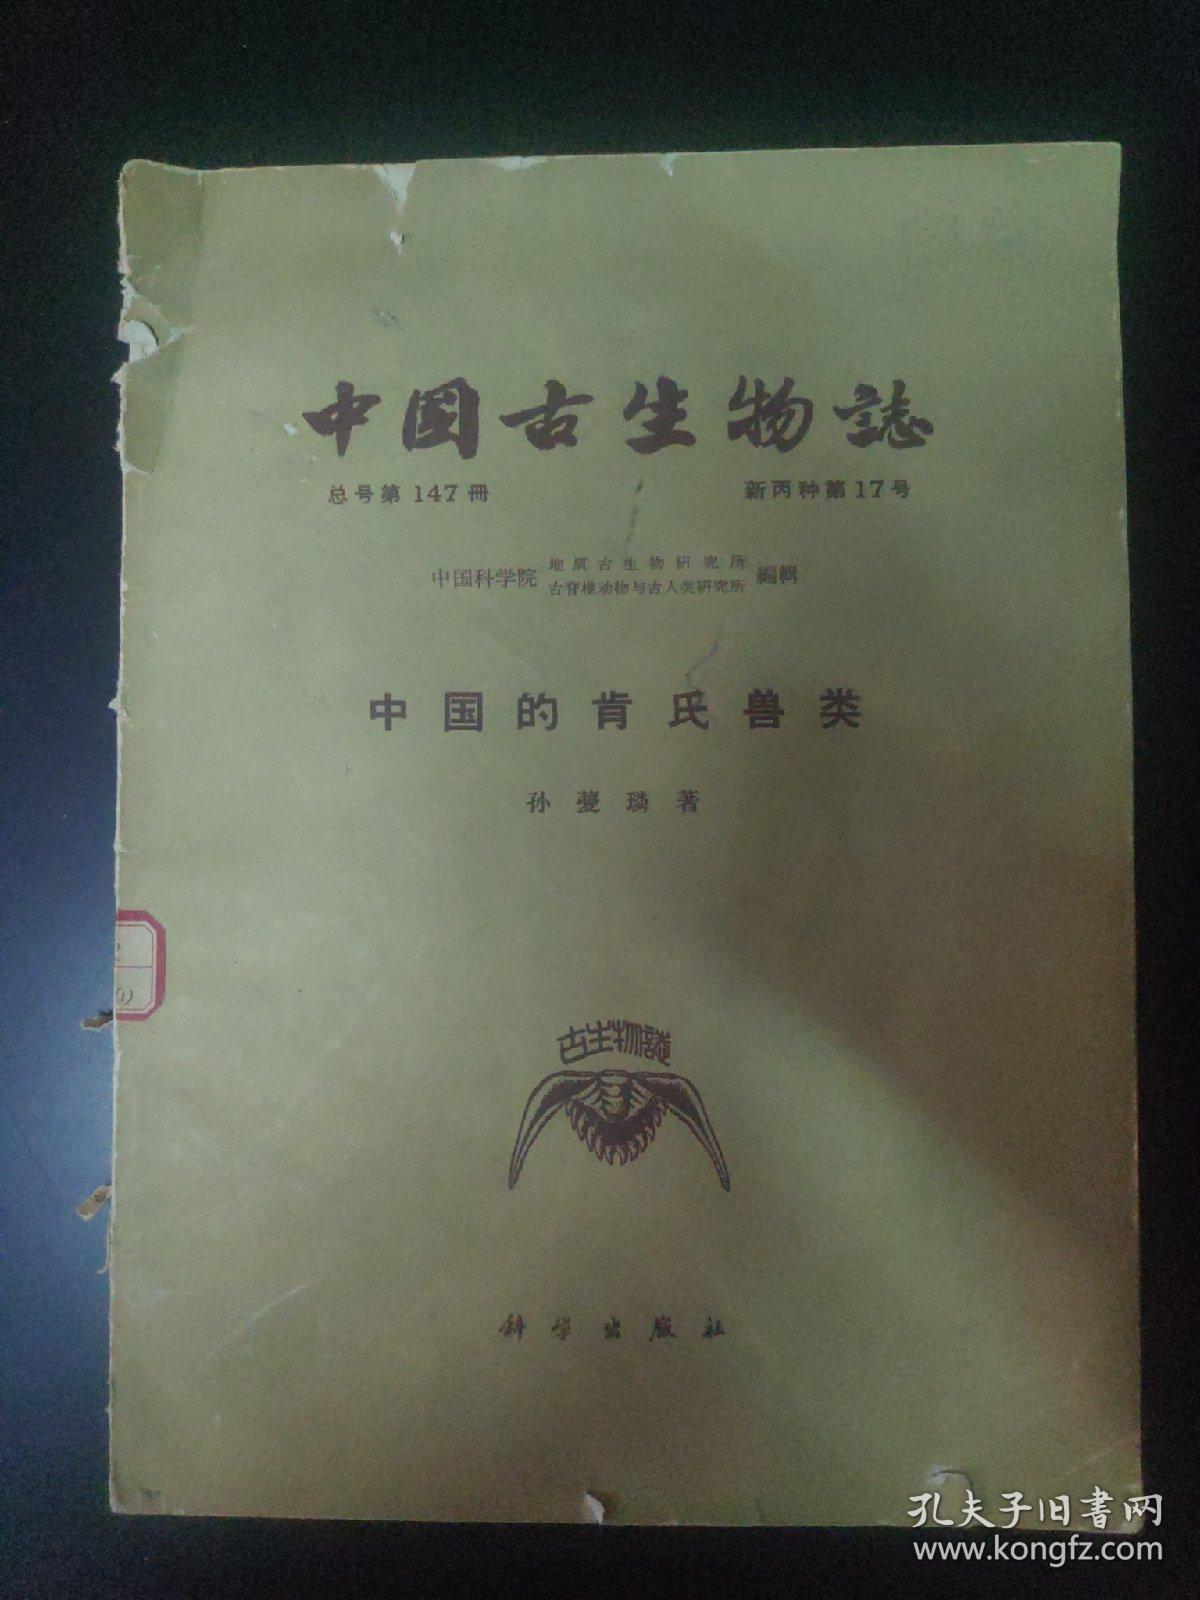 中国古生物誌
总号第147冊 新丙种第17号
中国科学院 地质古生物研究所 古脊椎动物与古人类研究所 編輯
中国的肯氏兽类
孙薆璘著
古生物誌
科学出版社
孔夫子旧书网
www.kongfz.com